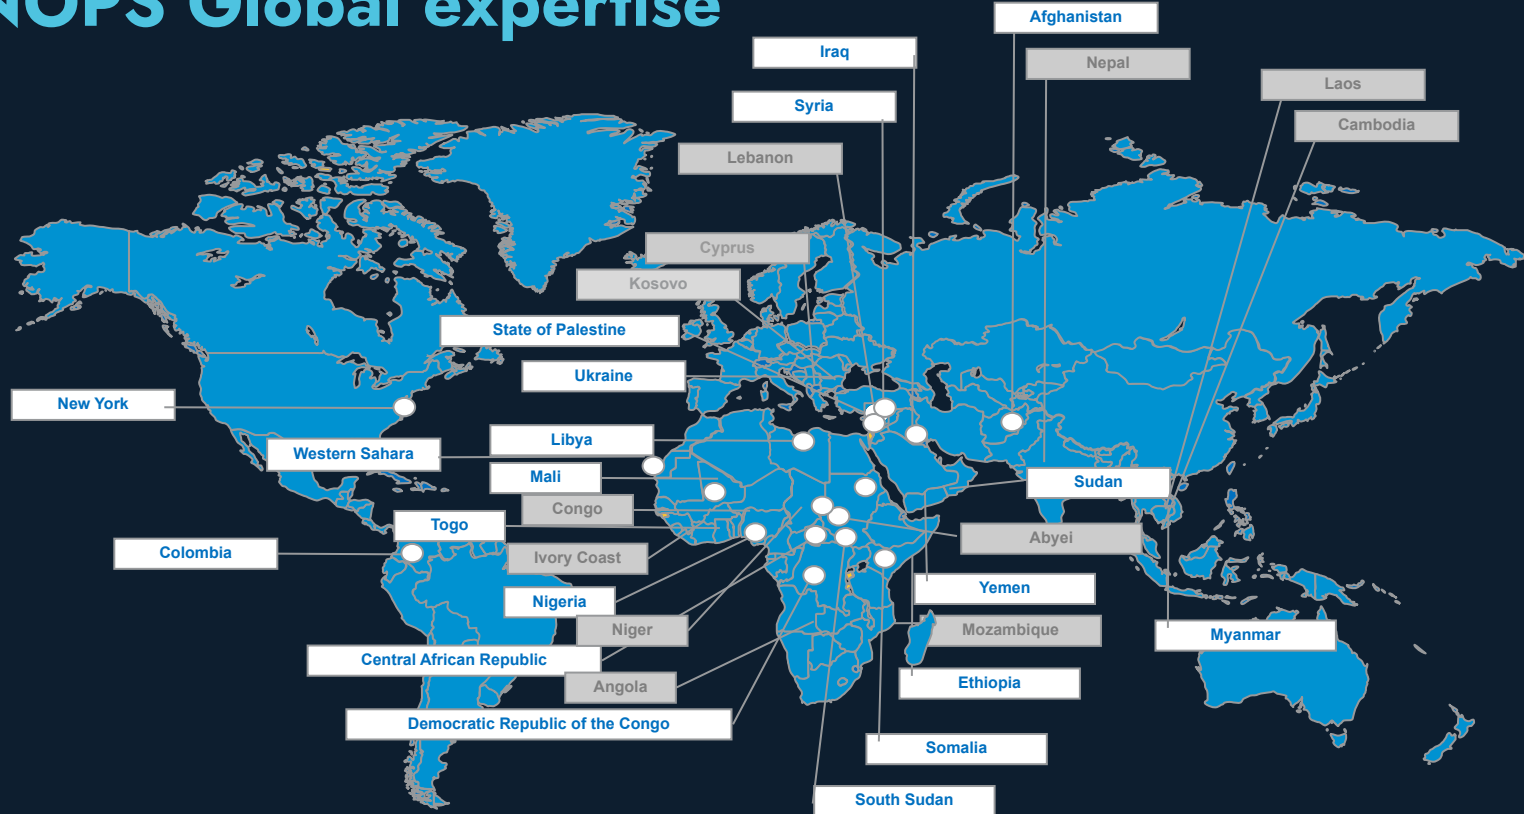 NOPS Global expertise
Afghanistan
Iraq
Nepal
Laos
Syria
Cambodia
Lebanon
Cyprus
Kosovo
State of Palestine
Ukraine
New York
Libya
Western Sahara
Mali
Sudan
Congo
Togo
Abyei
Colombia
Ivory Coast
Yemen
Nigeria
Niger
Mozambique
Myanmar
Central African Republic
Angola
Ethiopia
Democratic Republic of the Congo
Somalia
South Sudan